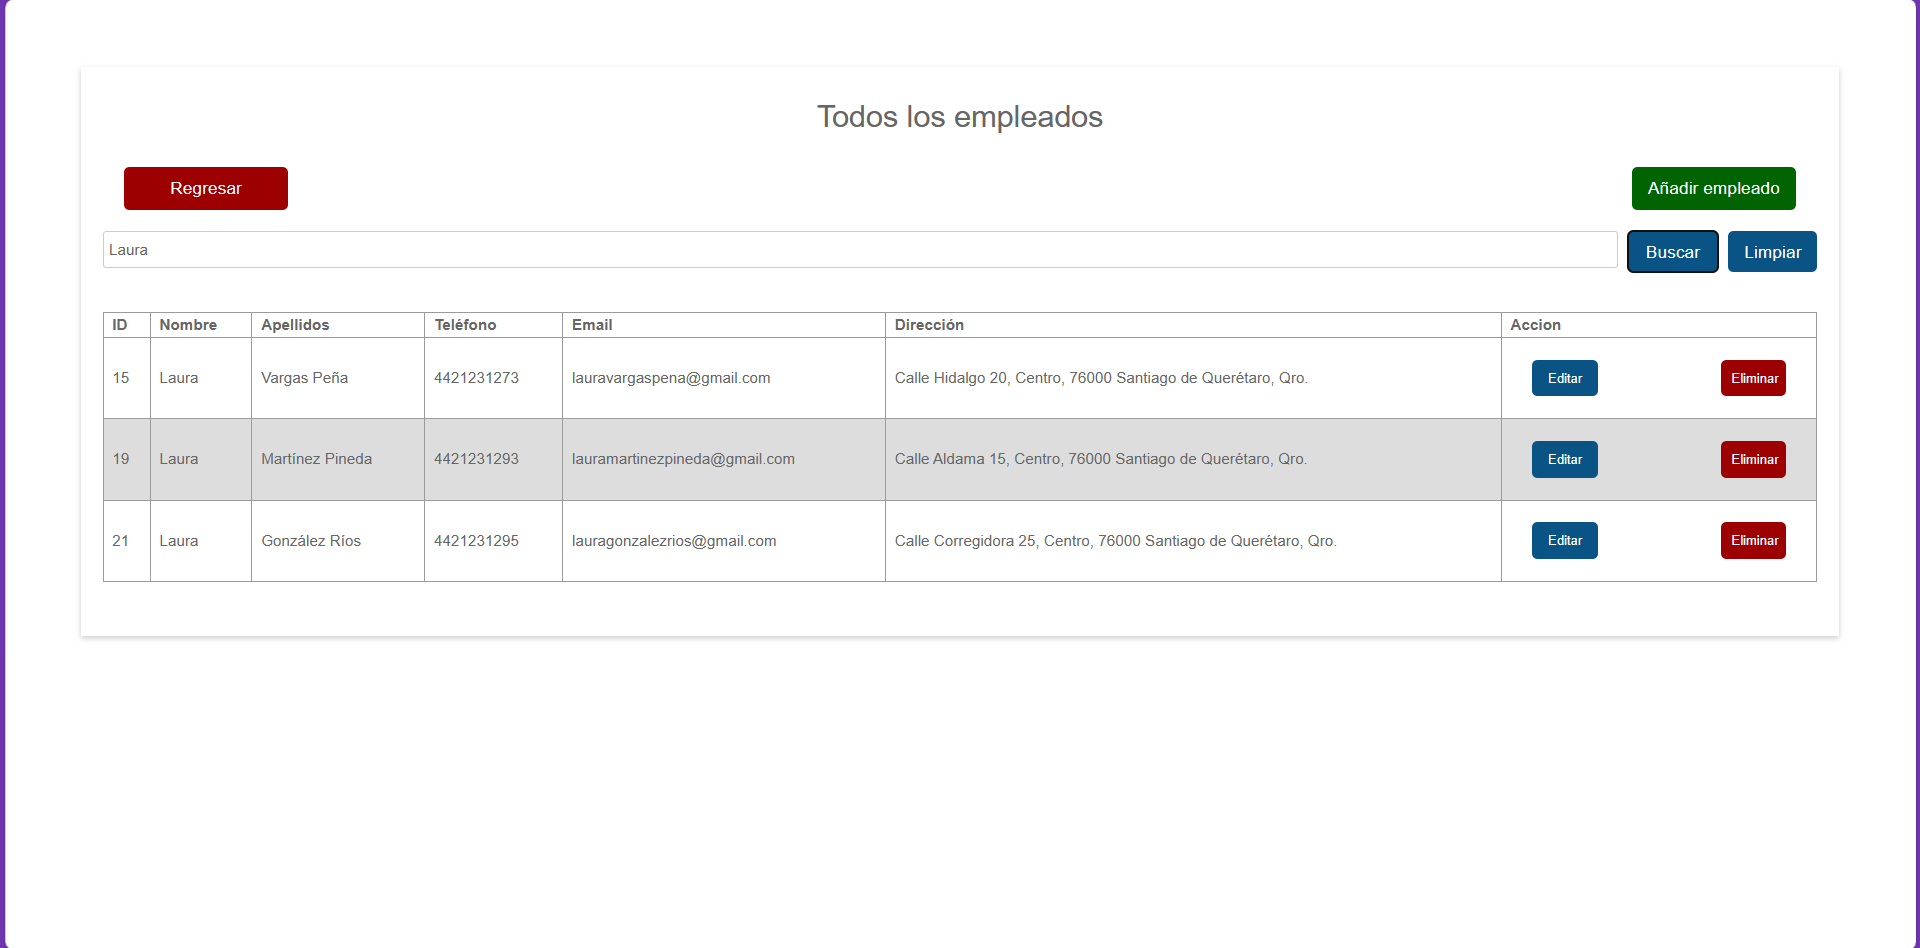 Todos los empleados
Regresar Añadir empleado
Laura Buscar Limpiar
ID Nombre Apellidos Teléfono Email Dirección Accion
15 Laura Vargas Peña 4421231273 lauravargaspena@gmail.com Calle Hidalgo 20, Centro, 76000 Santiago de Querétaro, Qro. Editar Eliminar
19 Laura Martínez Pineda 4421231293 lauramartinezpineda@gmail.com Calle Aldama 15, Centro, 76000 Santiago de Querétaro, Qro. Editar Eliminar
21 Laura González Ríos 4421231295 lauragonzalezrios@gmail.com Calle Corregidora 25, Centro, 76000 Santiago de Querétaro, Qro. Editar Eliminar